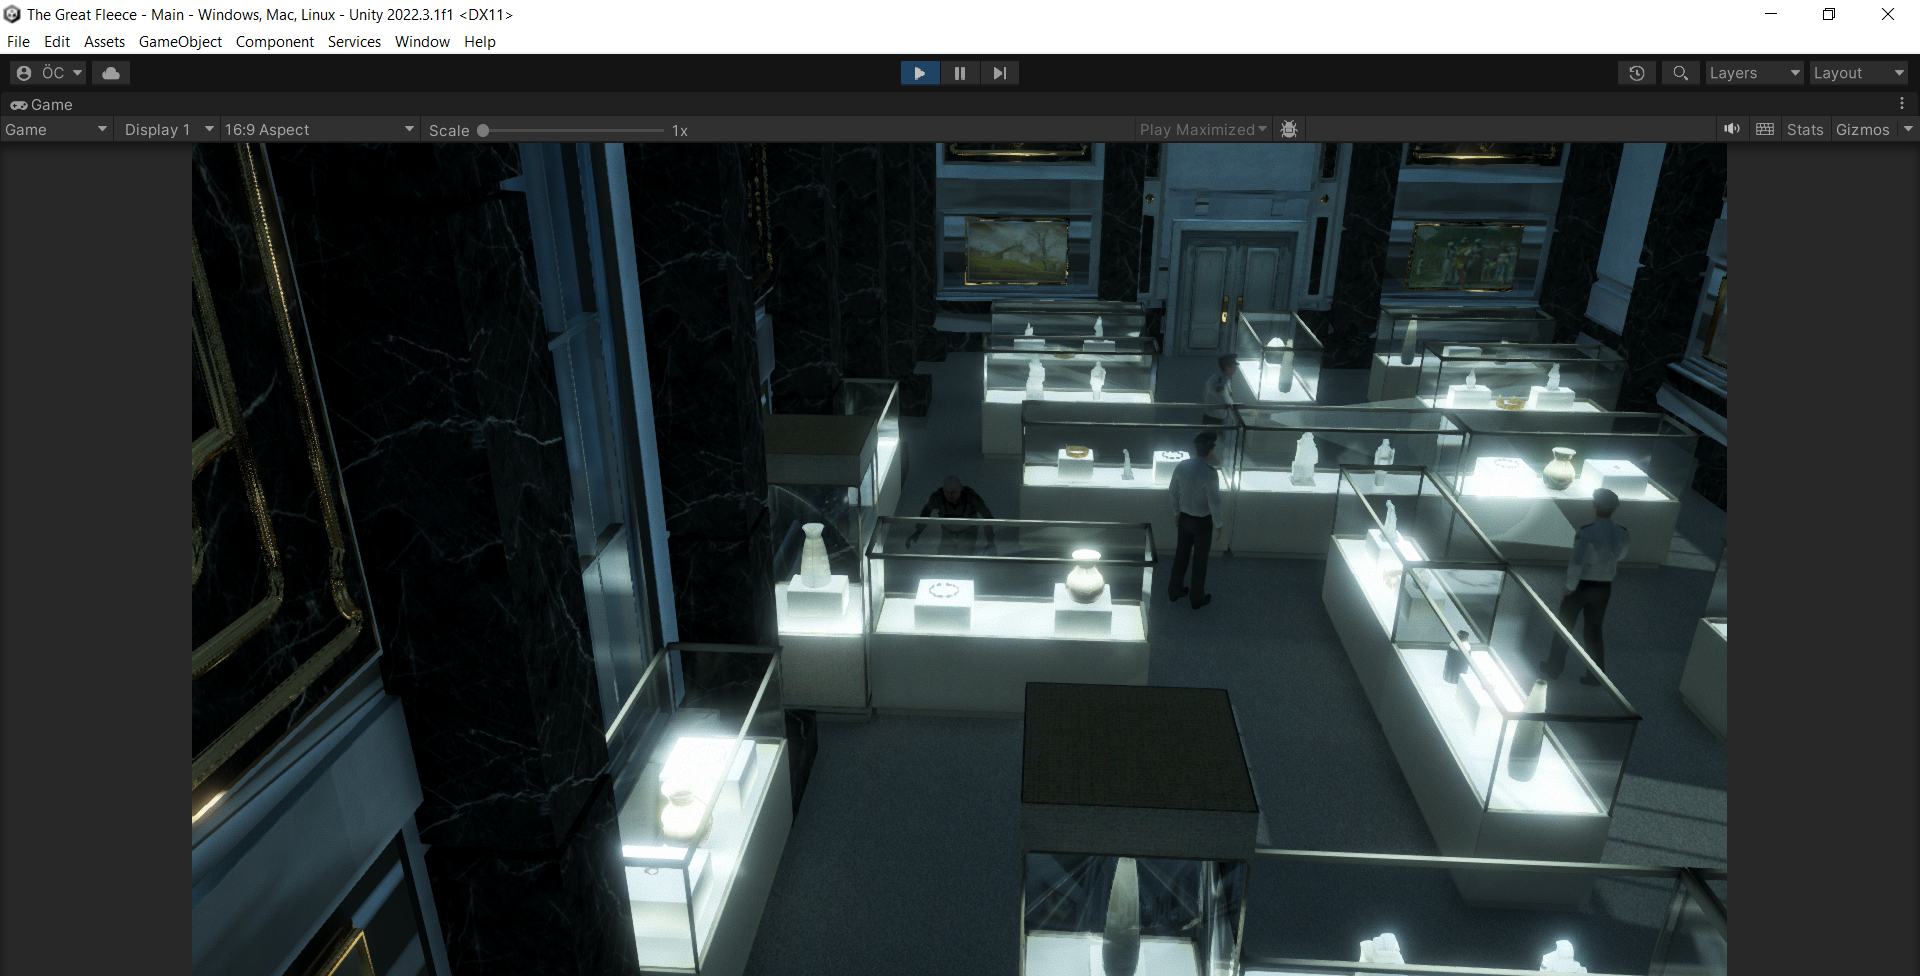 The Great Fleece - Main - Windows, Mac, Linux - Unity 2022.3.1f1 <DX11>
File Edit Assets GameObject Component Services Window Help
ÖC Layers Layout
Game
Game Display 1 16:9 Aspect Scale 1x Play Maximized Stats Gizmos